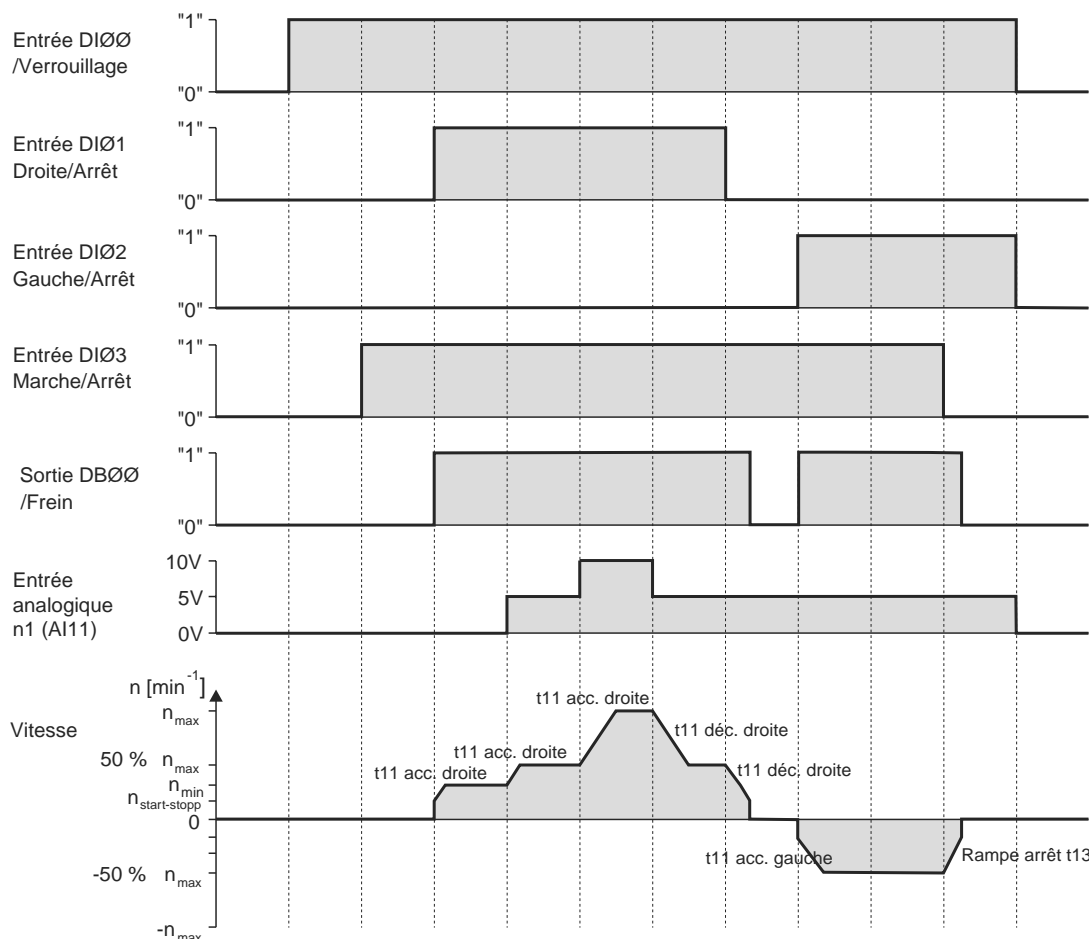 "1"
Entrée DIØØ
/Verrouillage
"0"
"1"
Entrée DIØ1
Droite/Arrêt
"0"
"1"
Entrée DIØ2
Gauche/Arrêt
"0"
"1"
Entrée DIØ3
Marche/Arrêt
"0"
"1"
Sortie DBØØ
/Frein
"0"
10V
Entrée
analogique
n1 (AI11)
5V
0V
n [min-1]
Vitesse
nmax
50 % nmax
nmin
nstart-stopp
0
-50 % nmax
-nmax
t11 acc. droite
t11 acc. droite
t11 acc. droite
t11 déc. droite
t11 déc. droite
t11 acc. gauche
Rampe arrêt t13